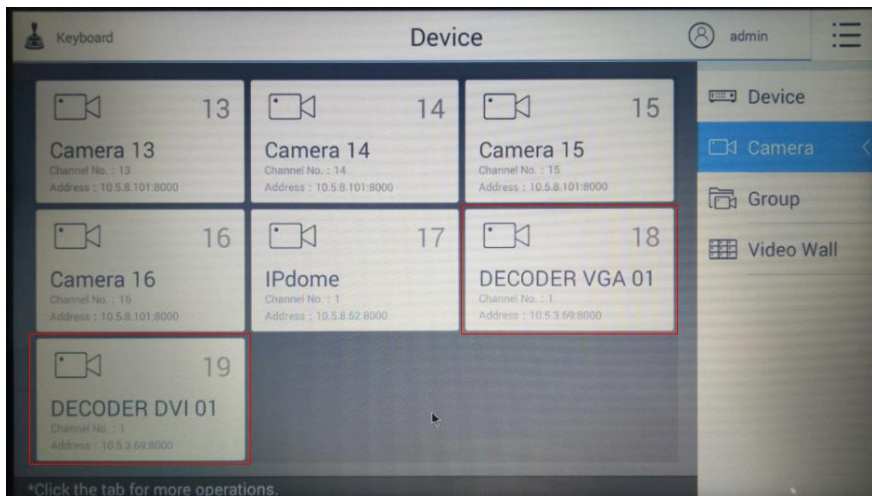 Keyboard
Device
admin
13
Camera 13
Channel No. : 13
Address : 10.5.8.101:8000
14
Camera 14
Channel No. : 14
Address : 10.5.8.101:8000
15
Camera 15
Channel No. : 15
Address : 10.5.8.101:8000
16
Camera 16
Channel No. : 16
Address : 10.5.8.101:8000
17
IPdome
Channel No. : 1
Address : 10.5.8.52:8000
18
DECODER VGA 01
Channel No. : 1
Address : 10.5.3.69:8000
19
DECODER DVI 01
Channel No. : 1
Address : 10.5.3.69:8000
*Click the tab for more operations.
Device
Camera
Group
Video Wall